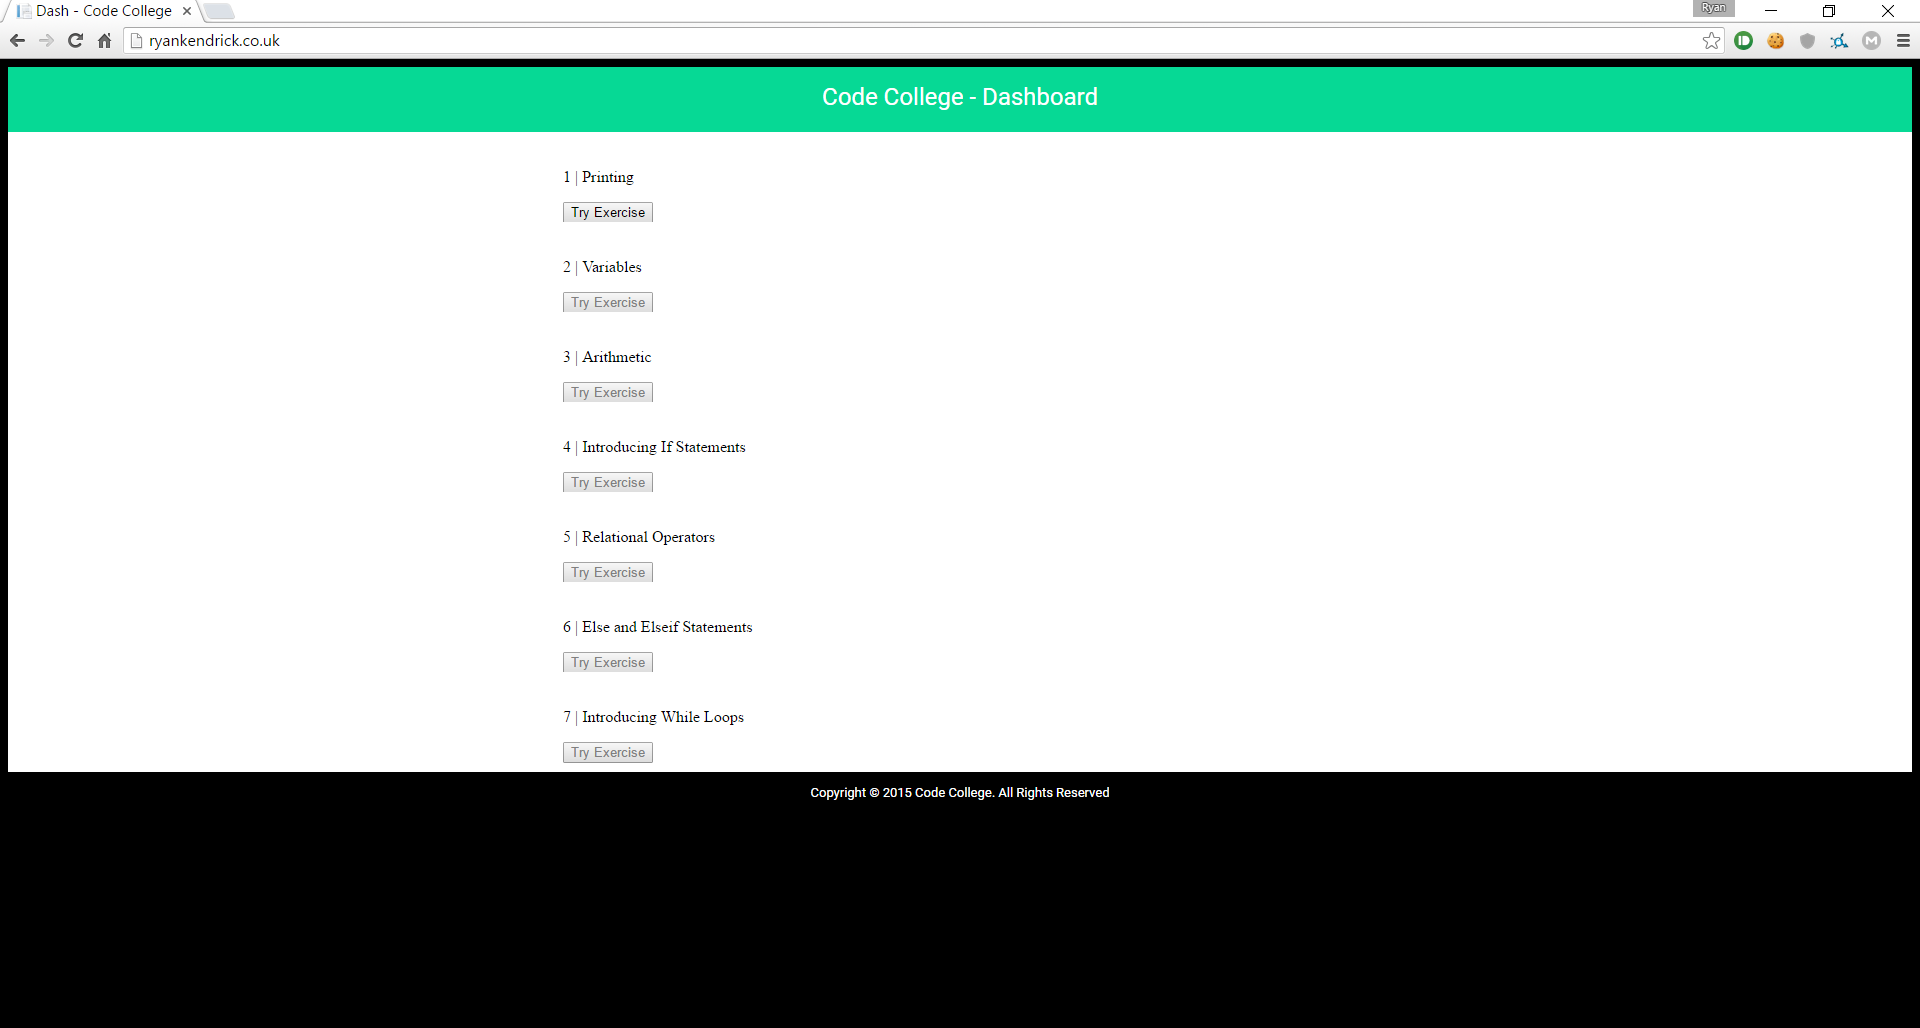 Dash - Code College
Ryan
ryankendrick.co.uk
Code College - Dashboard
1 | Printing
Try Exercise
2 | Variables
Try Exercise
3 | Arithmetic
Try Exercise
4 | Introducing If Statements
Try Exercise
5 | Relational Operators
Try Exercise
6 | Else and Elseif Statements
Try Exercise
7 | Introducing While Loops
Try Exercise
Copyright © 2015 Code College. All Rights Reserved